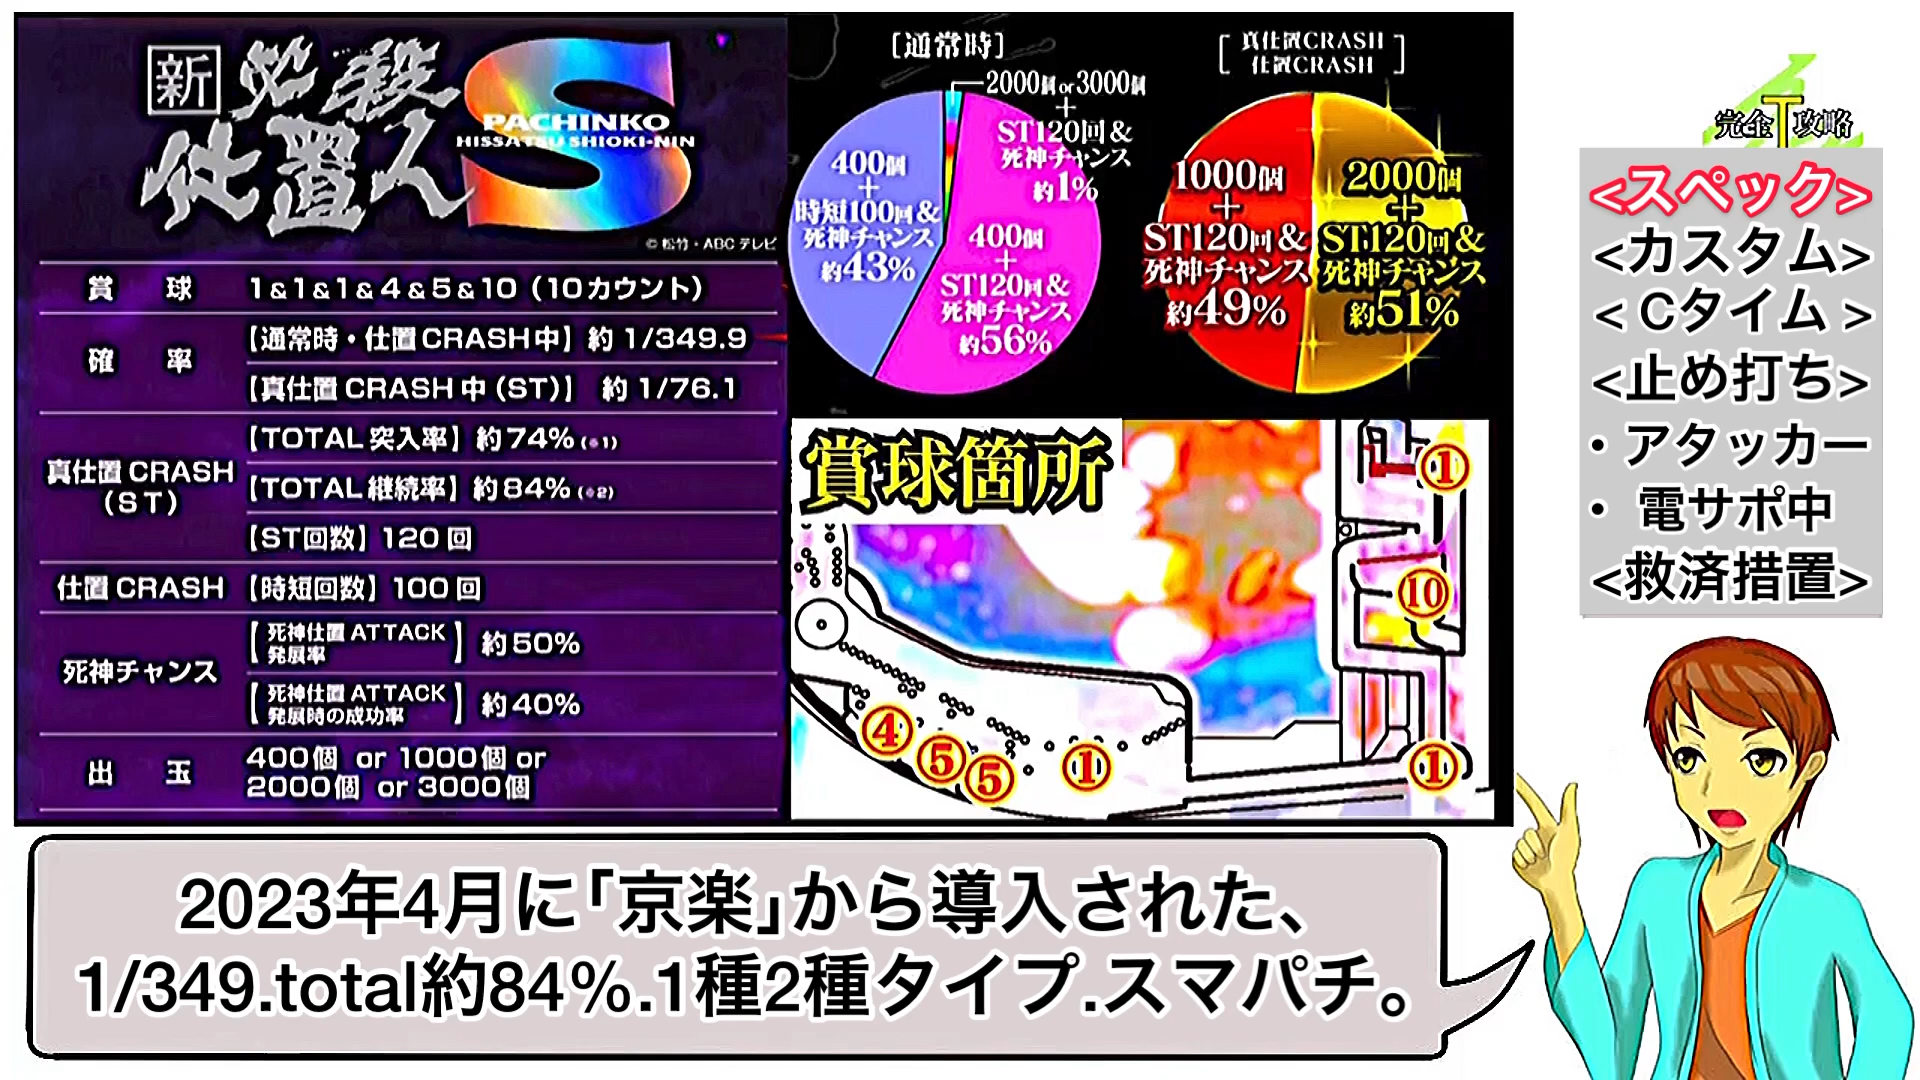 新必殺
仕置人
S
PACHINKO
HISSATSU SHIOKI-NIN
© 松竹・ABC テレビ
賞球 1&1&1&4&5&10（10カウント）
確率
【通常時・仕置CRASH中】約 1/349.9
【真仕置CRASH中（ST）】 約 1/76.1
真仕置CRASH
（ST）
【TOTAL突入率】約74%(※1)
【TOTAL継続率】約84%(※2)
【ST回数】120回
仕置CRASH 【時短回数】100回
死神チャンス
【死神仕置ATTACK
発展率】約50%
【死神仕置ATTACK
発展時の成功率】約40%
出玉
400個 or 1000個 or
2000個 or 3000個
[通常時]
2000個or3000個
+
ST120回&
死神チャンス
約1%
400個
+
時短100回&
死神チャンス
約43%
400個
+
ST120回&
死神チャンス
約56%
[真仕置CRASH
仕置CRASH]
1000個
+
ST120回&
死神チャンス
約49%
2000個
+
ST120回&
死神チャンス
約51%
賞球箇所
①
⑩
④
⑤
⑤
①
①
完全T攻略
<スペック>
<カスタム>
< Cタイム >
<止め打ち>
・アタッカー
・ 電サポ中
<救済措置>
2023年4月に｢京楽｣から導入された、
1/349.total約84%.1種2種タイプ.スマパチ。